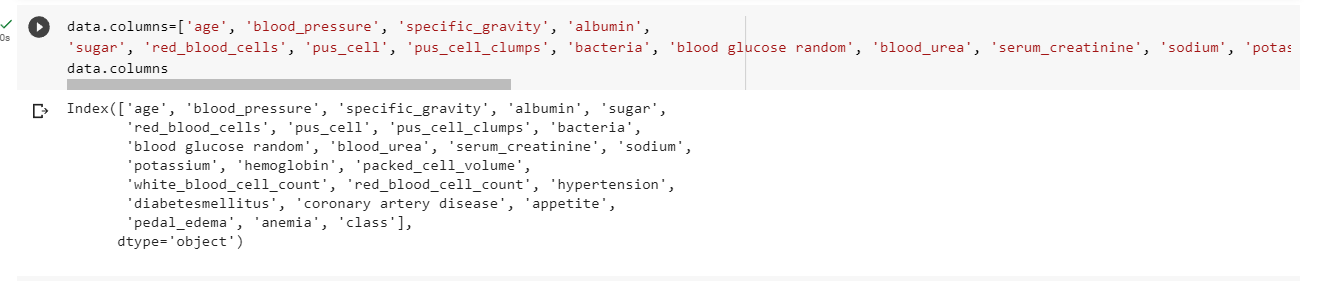 data.columns=['age', 'blood_pressure', 'specific_gravity', 'albumin',
0s
'sugar', 'red_blood_cells', 'pus_cell', 'pus_cell_clumps', 'bacteria', 'blood glucose random', 'blood_urea', 'serum_creatinine', 'sodium', 'potas
data.columns
Index(['age', 'blood_pressure', 'specific_gravity', 'albumin', 'sugar',
'red_blood_cells', 'pus_cell', 'pus_cell_clumps', 'bacteria',
'blood glucose random', 'blood_urea', 'serum_creatinine', 'sodium',
'potassium', 'hemoglobin', 'packed_cell_volume',
'white_blood_cell_count', 'red_blood_cell_count', 'hypertension',
'diabetesmellitus', 'coronary artery disease', 'appetite',
'pedal_edema', 'anemia', 'class'],
dtype='object')